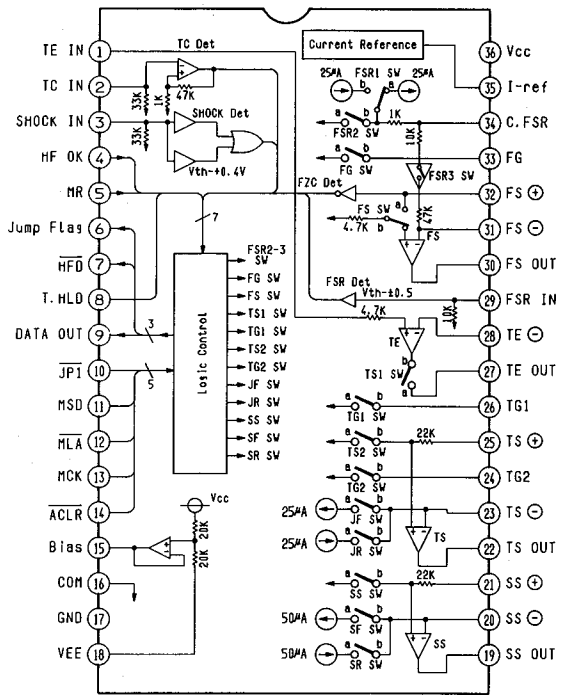 TE IN 1
TC IN 2
SHOCK IN 3
HF OK 4
MR 5
Jump Flag 6
HFD 7
T.HLD 8
DATA OUT 9
JPI 10
MSD 11
MLA 12
MCK 13
ACLR 14
Bias 15
COM 16
GND 17
VEE 18
36 Vcc
35 I-ref
34 C.FSR
33 FG
32 FS ⊕
31 FS ⊖
30 FS OUT
29 FSR IN
28 TE ⊖
27 TE OUT
26 TG1
25 TS ⊕
24 TG2
23 TS ⊖
22 TS OUT
21 SS ⊕
20 SS ⊖
19 SS OUT
TC Det
33K
1K
47K
SHOCK Det
33K
Vth-+0.4V
7
3
5
Logic Control
FSR2-3 SW
FG SW
FS SW
TS1 SW
TG1 SW
TS2 SW
TG2 SW
JF SW
JR SW
SS SW
SF SW
SR SW
Vcc
20K
20K
Current Reference
25μA b FSR1 SW a 25μA
a b
FSR2 SW
1K
10K
a b
FG SW
FSR3 SW
FZC Det
FS SW a
b
4.7K
47K
FS
FSR Det
Vth-±0.5
10K
4.7K
TE
b
TS1 SW
a
a b
TG1 SW
a b
TS2 SW
22K
a b
TG2 SW
25μA a b
JF SW
25μA a b
JR SW
TS
a b
SS SW
22K
50μA a b
SF SW
50μA a b
SR SW
SS